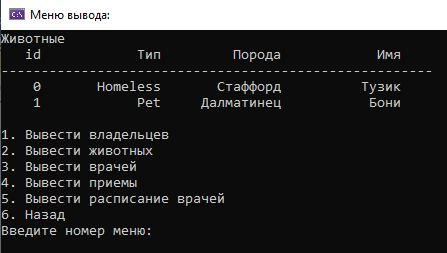 Меню вывода:
Животные
id Тип Порода Имя
------------------------------------------------------
0 Homeless Стаффорд Тузик
1 Pet Далматинец Бони
1. Вывести владельцев
2. Вывести животных
3. Вывести врачей
4. Вывести приемы
5. Вывести расписание врачей
6. Назад
Введите номер меню: